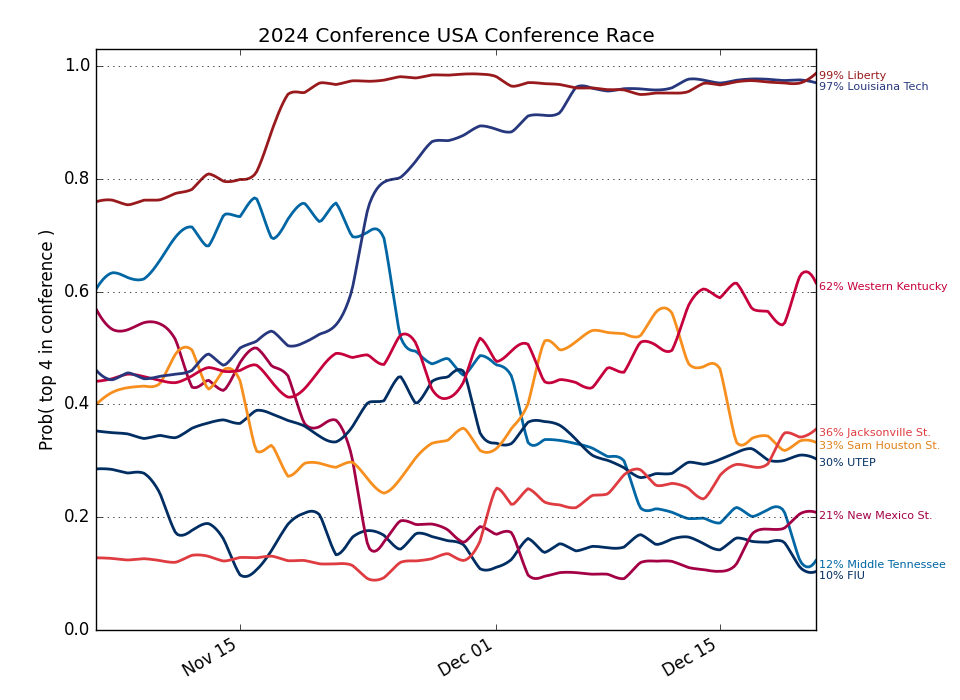 2024 Conference USA Conference Race
Prob( top 4 in conference )
1.0
0.8
0.6
0.4
0.2
0.0
Nov 15
Dec 01
Dec 15
99% Liberty
97% Louisiana Tech
62% Western Kentucky
36% Jacksonville St.
33% Sam Houston St.
30% UTEP
21% New Mexico St.
12% Middle Tennessee
10% FIU